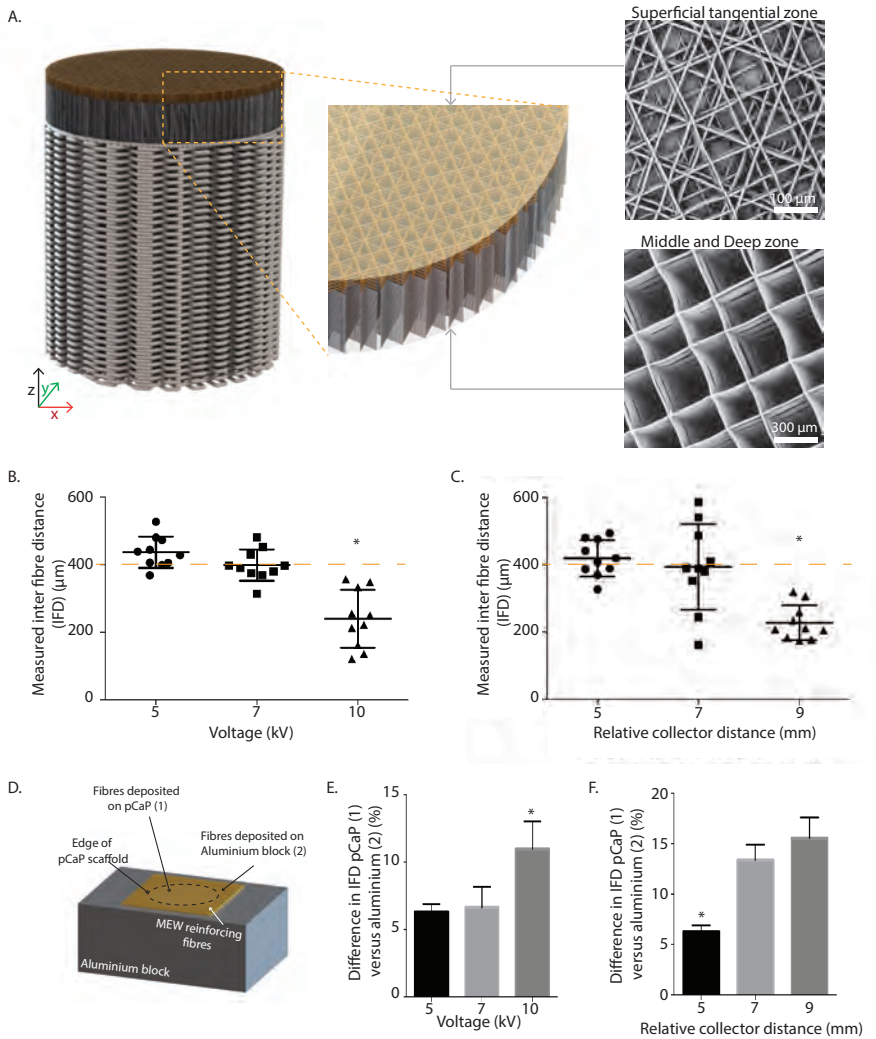 A.
Superficial tangential zone
100 µm
Middle and Deep zone
300 µm
z
y
x
B.
Measured inter fibre distance
(IFD) (µm)
600
400
200
0
*
5
7
10
Voltage (kV)
C.
Measured inter fibre distance
(IFD) (µm)
600
400
200
0
*
5
7
9
Relative collector distance (mm)
D.
Fibres deposited
on pCaP (1)
Edge of
pCaP scaffold
Fibres deposited on
Aluminium block (2)
MEW reinforcing
fibres
Aluminium block
E.
Difference in IFD pCaP (1)
versus aluminium (2) (%)
15
10
5
0
*
5
7
10
Voltage (kV)
F.
Difference in IFD pCaP (1)
versus aluminium (2) (%)
20
15
10
5
0
*
5
7
9
Relative collector distance (mm)